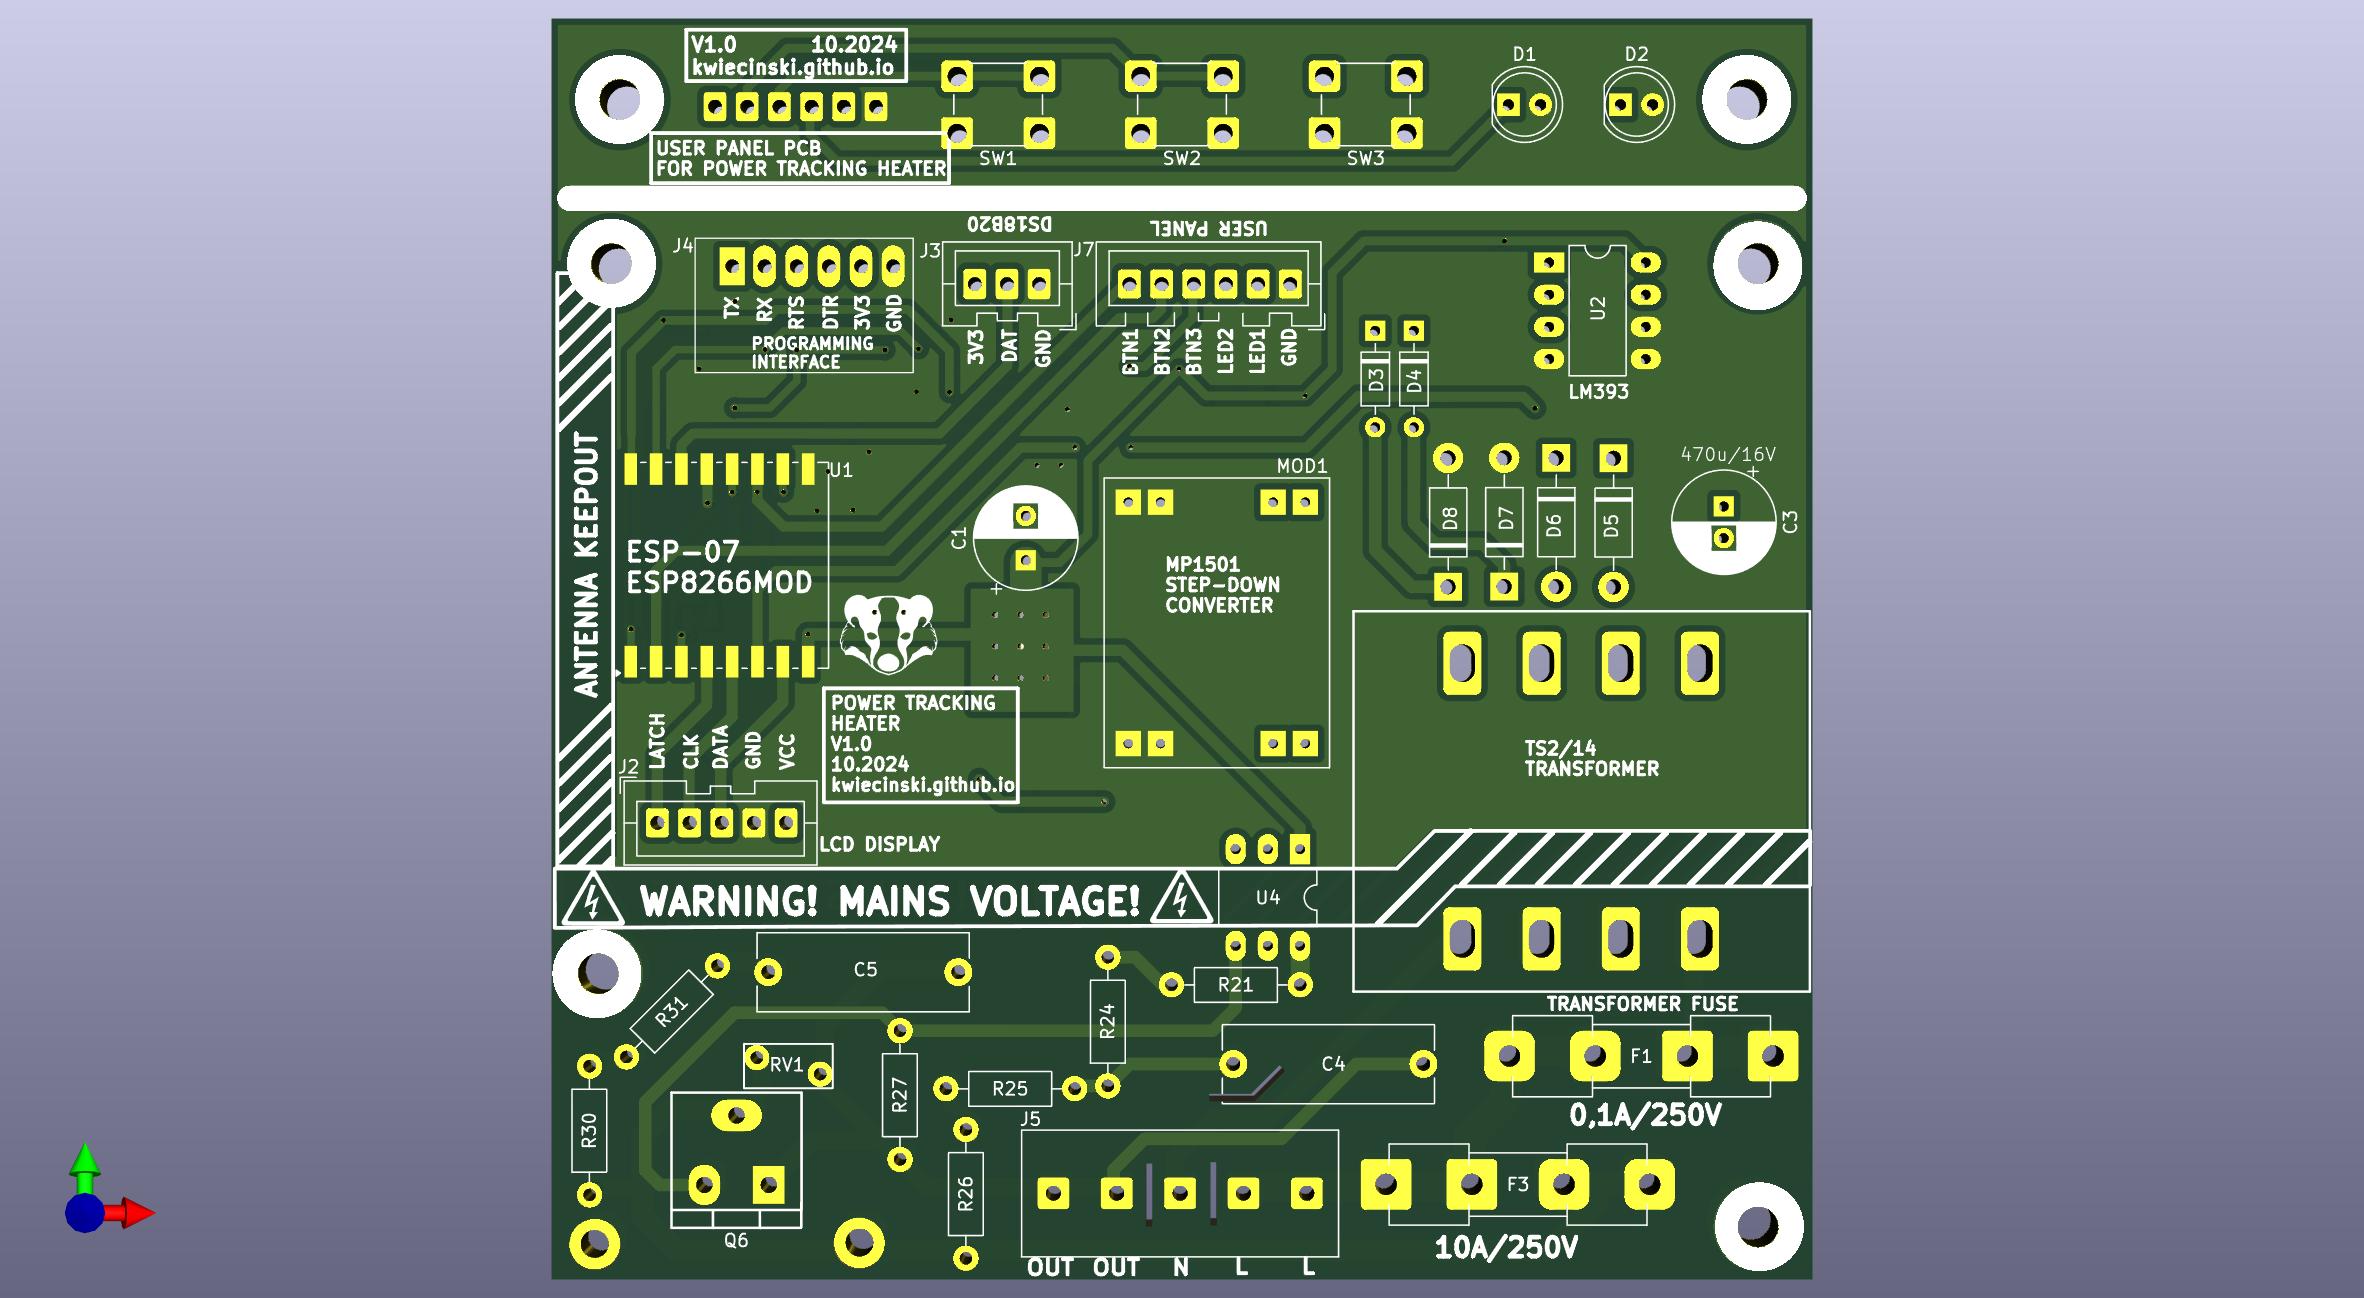 V1.0 10.2024
kwiecinski.github.io
D1
D2
SW1
SW2
SW3
USER PANEL PCB
FOR POWER TRACKING HEATER
DS18B20
USER PANEL
J4
J3
J7
TX
RX
RTS
DTR
3V3
GND
PROGRAMMING
INTERFACE
3V3
DAT
GND
BTN1
BTN2
BTN3
LED2
LED1
GND
U2
LM393
D3
D4
ANTENNA KEEPOUT
U1
ESP-07
ESP8266MOD
C1
+
MOD1
MP1501
STEP-DOWN
CONVERTER
D8
D7
D6
D5
470u/16V
+
C3
POWER TRACKING
HEATER
V1.0
10.2024
kwiecinski.github.io
TS2/14
TRANSFORMER
LATCH
CLK
DATA
GND
VCC
J2
LCD DISPLAY
WARNING! MAINS VOLTAGE!
U4
R31
C5
R24
R21
TRANSFORMER FUSE
R30
RV1
R27
R25
C4
F1
0,1A/250V
J5
Q6
R26
F3
10A/250V
OUT OUT N L L